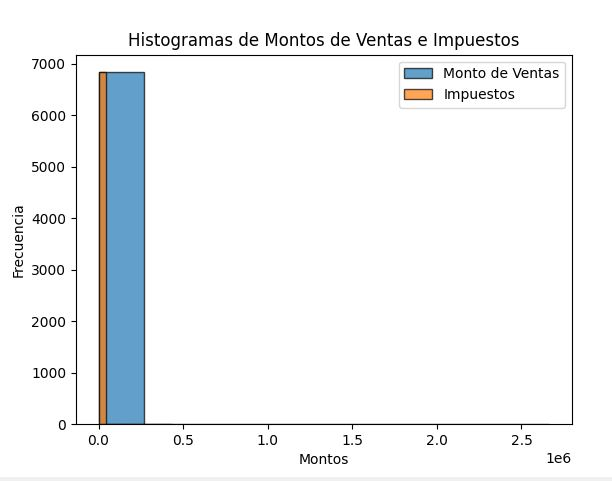 Histogramas de Montos de Ventas e Impuestos
Monto de Ventas
Impuestos
Frecuencia
7000
6000
5000
4000
3000
2000
1000
0
0.0 0.5 1.0 1.5 2.0 2.5
1e6
Montos